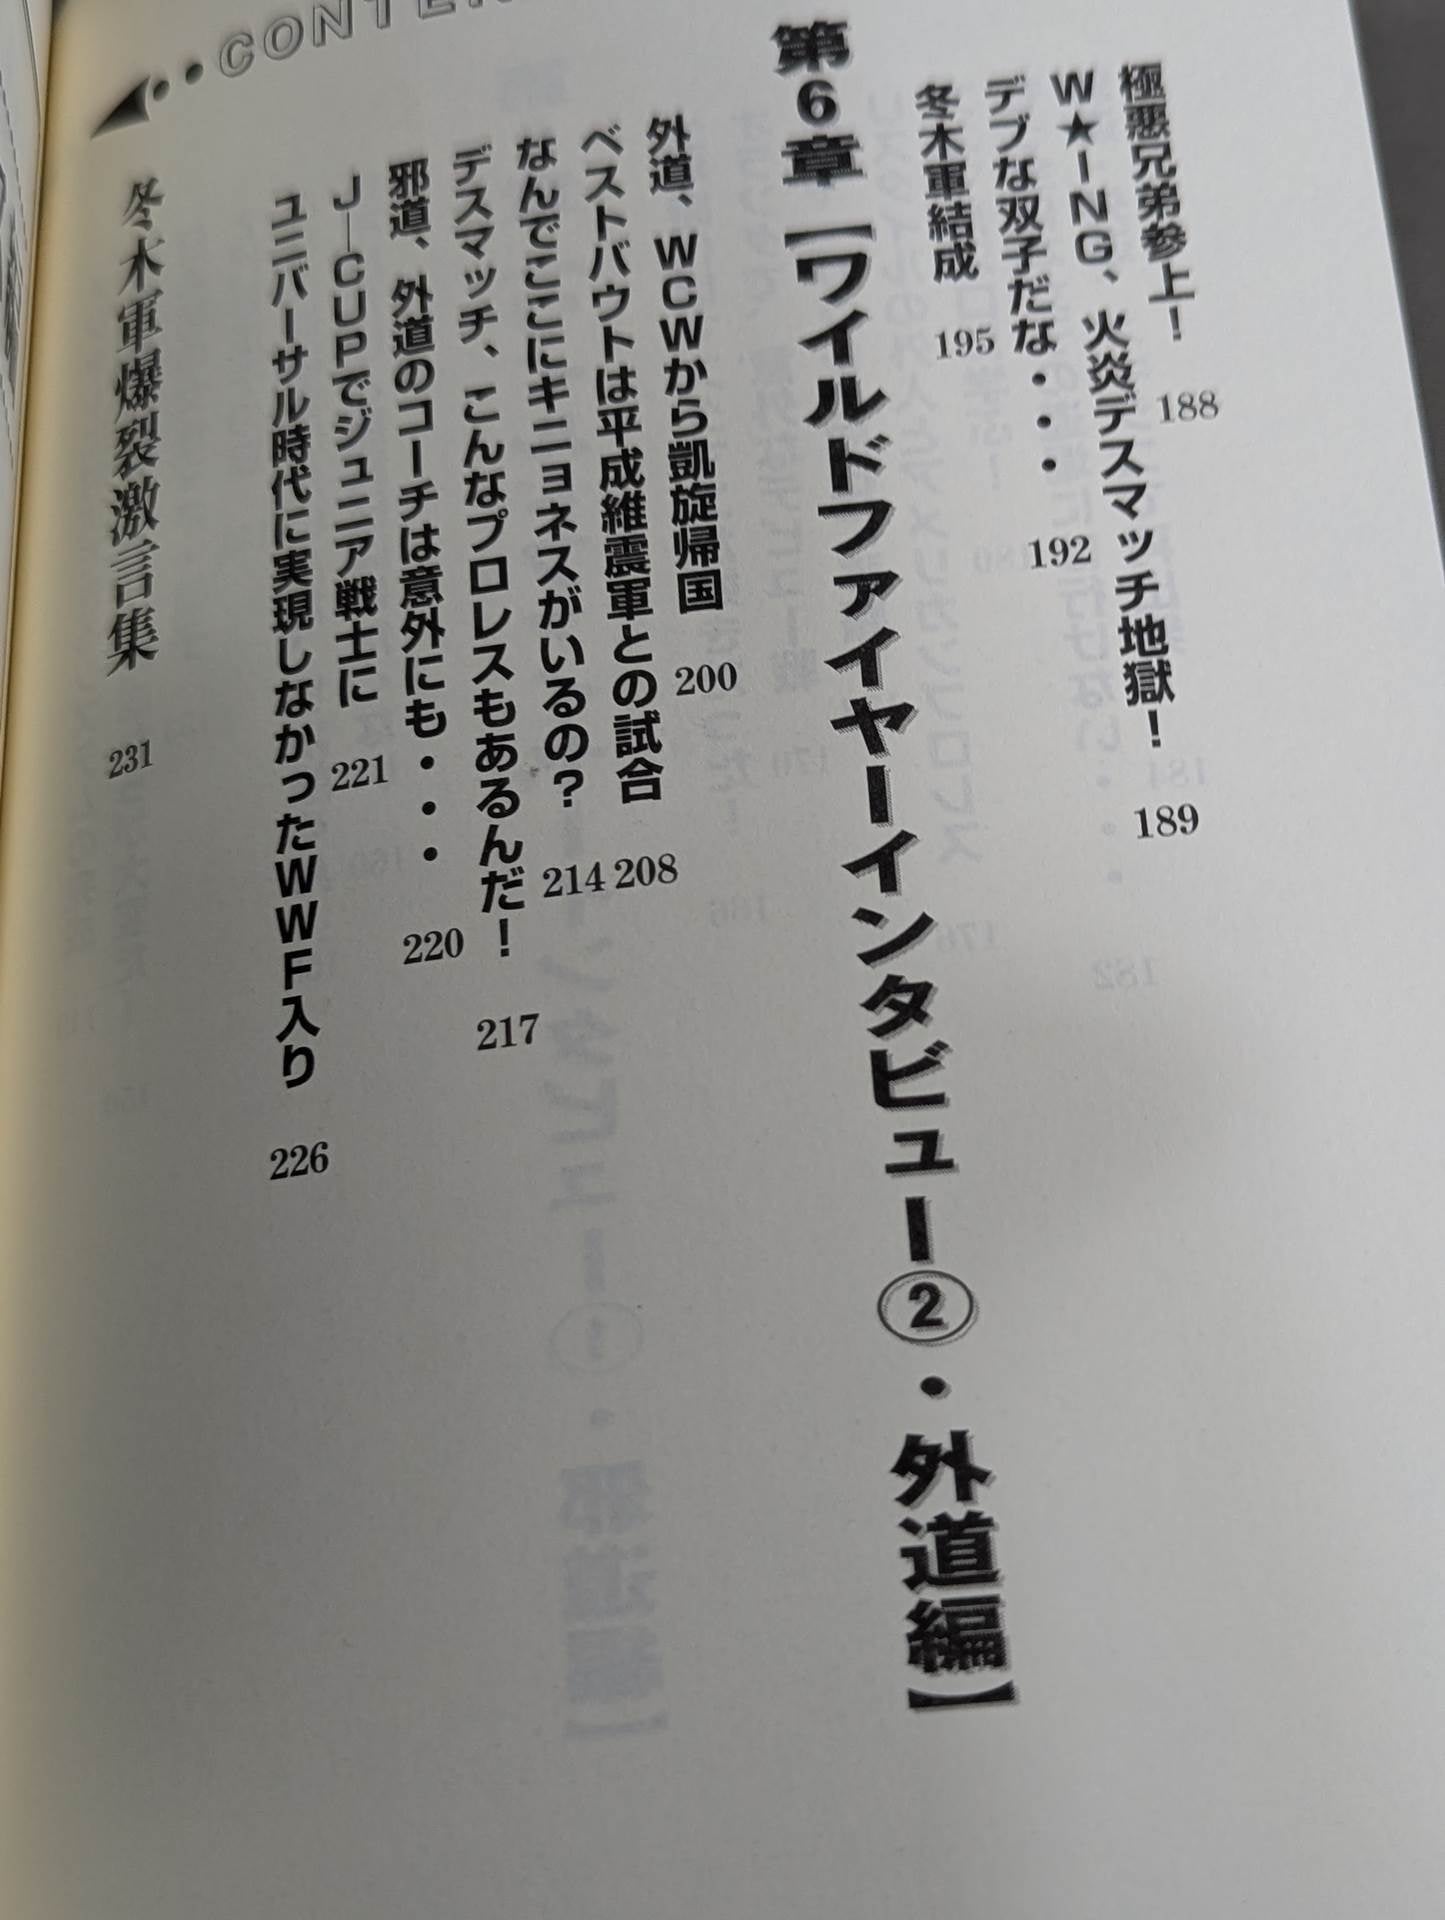 極悪兄弟参上！ 188
W★ING、火炎デスマッチ地獄！ 189
デブな双子だな・・・ 192
冬木軍結成 195
第6章【ワイルドファイヤーインタビュー②・外道編】
外道、WCWから凱旋帰国 200
ベストバウトは平成維震軍との試合 208
なんでここにキニョネスがいるの？ 214
デスマッチ、こんなプロレスもあるんだ！ 217
邪道、外道のコーチは意外にも・・・ 220
J－CUPでジュニア戦士に 221
ユニバーサル時代に実現しなかったWWF入り 226
冬木軍爆裂激言集 231